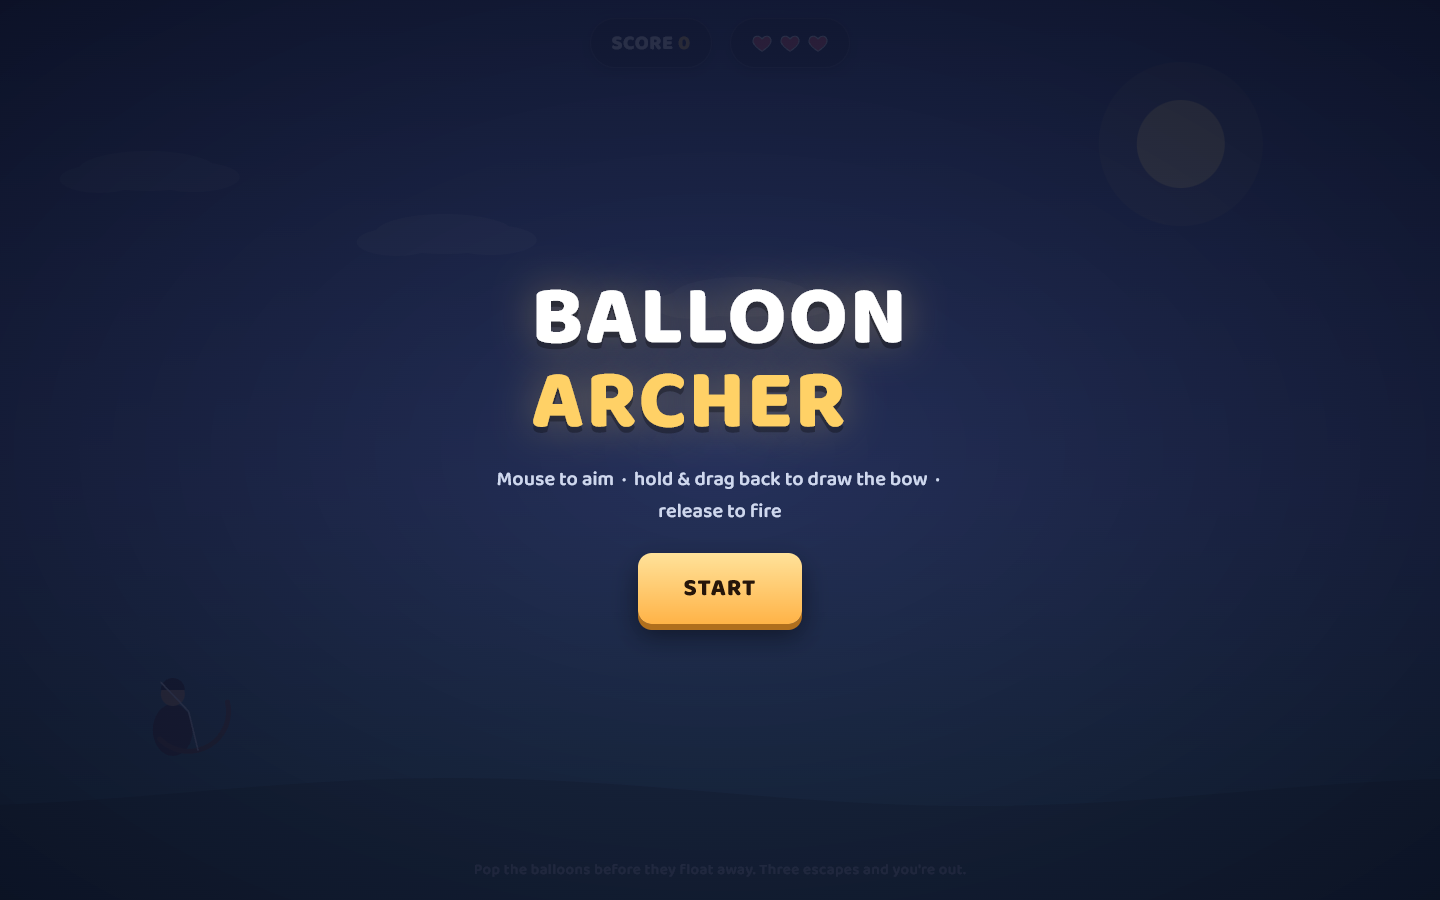 SCORE 0
BALLOON
ARCHER
Mouse to aim · hold & drag back to draw the bow ·
release to fire
START
Pop the balloons before they float away. Three escapes and you're out.